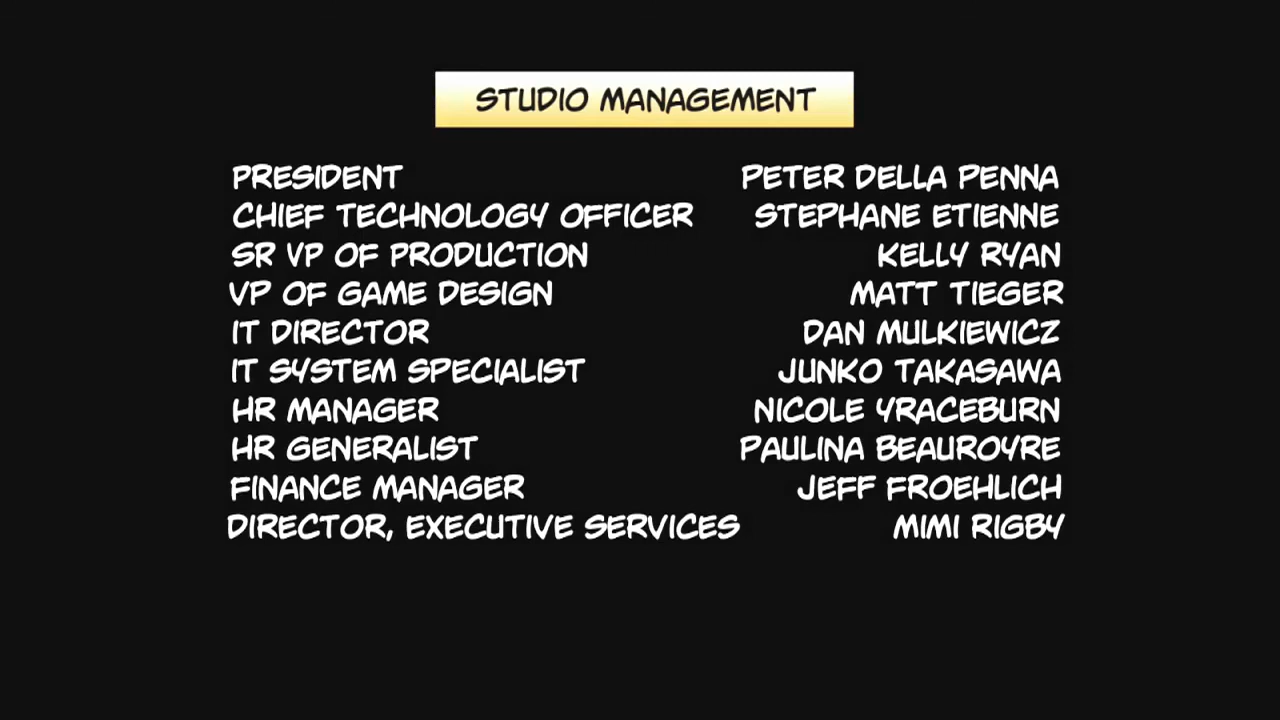 STUDIO MANAGEMENT
PRESIDENT PETER DELLA PENNA
CHIEF TECHNOLOGY OFFICER STEPHANE ETIENNE
SR VP OF PRODUCTION KELLY RYAN
VP OF GAME DESIGN MATT TIEGER
IT DIRECTOR DAN MULKIEWICZ
IT SYSTEM SPECIALIST JUNKO TAKASAWA
HR MANAGER NICOLE YRACEBURN
HR GENERALIST PAULINA BEAUROYRE
FINANCE MANAGER JEFF FROEHLICH
DIRECTOR, EXECUTIVE SERVICES MIMI RIGBY